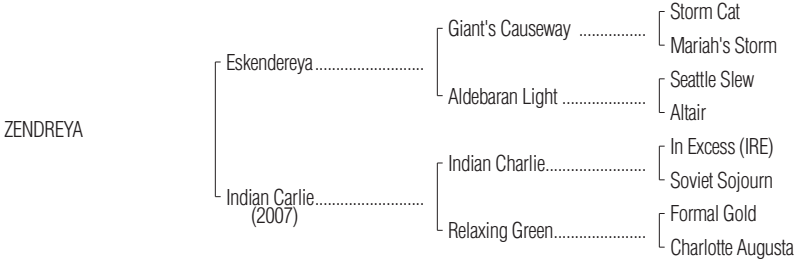 Storm Cat
Giant's Causeway ................
Mariah's Storm
Eskendereya..........................
Seattle Slew
Aldebaran Light ....................
Altair
ZENDREYA
In Excess (IRE)
Indian Charlie........................
Soviet Sojourn
Indian Carlie..........................
(2007)
Formal Gold
Relaxing Green......................
Charlotte Augusta